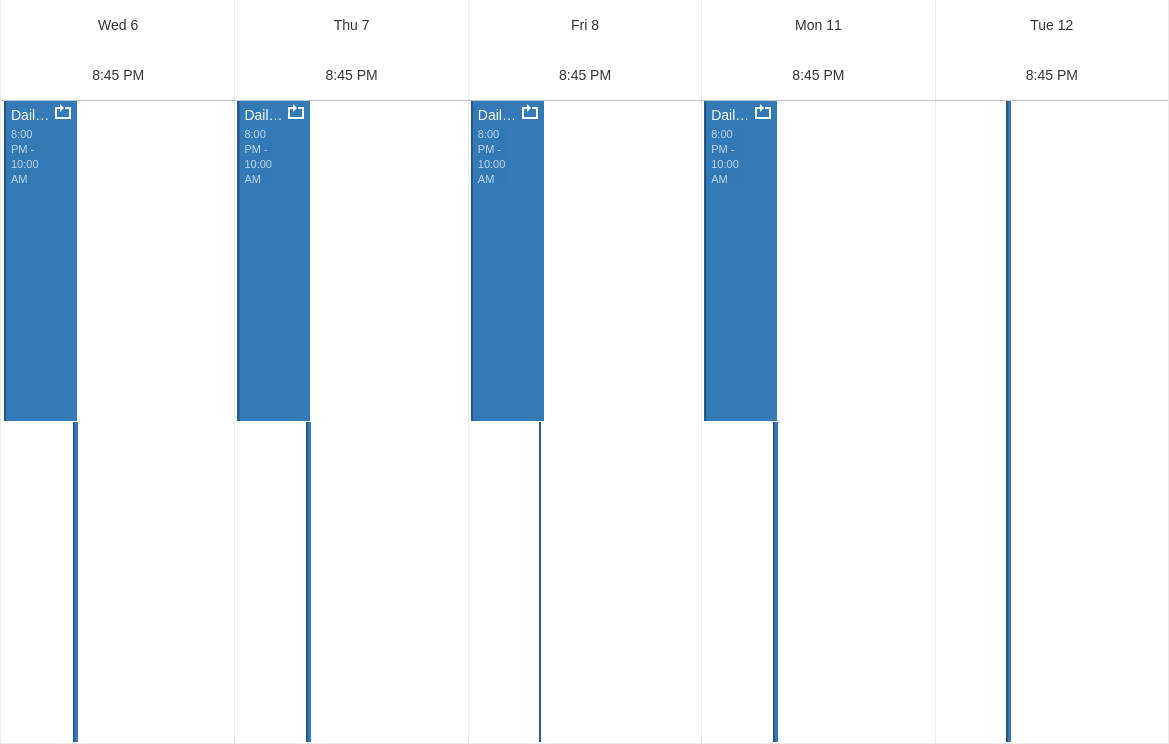 Wed 6
Thu 7
Fri 8
Mon 11
Tue 12
8:45 PM
8:45 PM
8:45 PM
8:45 PM
8:45 PM
Dail…
8:00
PM -
10:00
AM
Dail…
8:00
PM -
10:00
AM
Dail…
8:00
PM -
10:00
AM
Dail…
8:00
PM -
10:00
AM